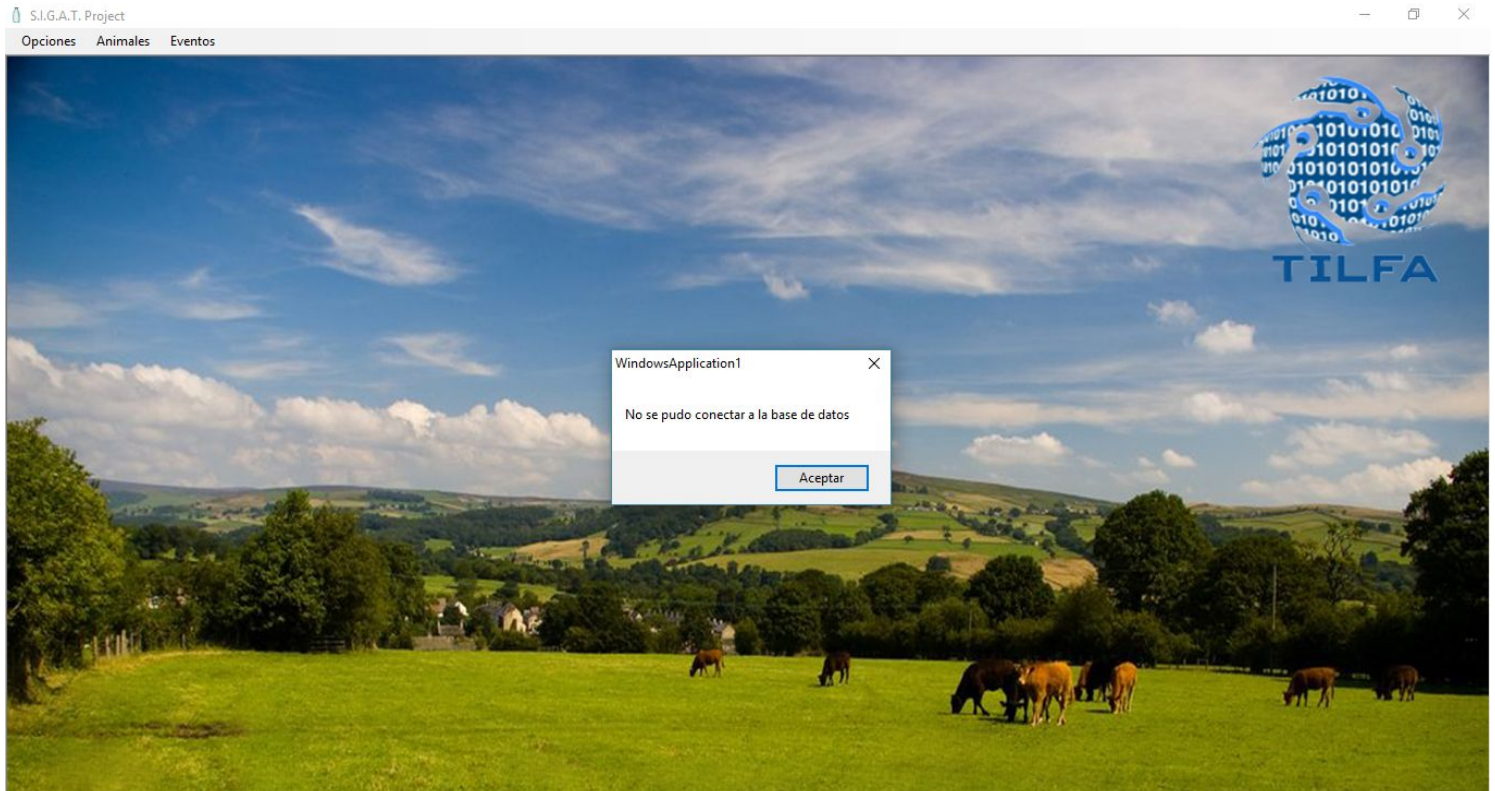 S.I.G.A.T. Project
Opciones Animales Eventos
TILFA
WindowsApplication1
No se pudo conectar a la base de datos
Aceptar